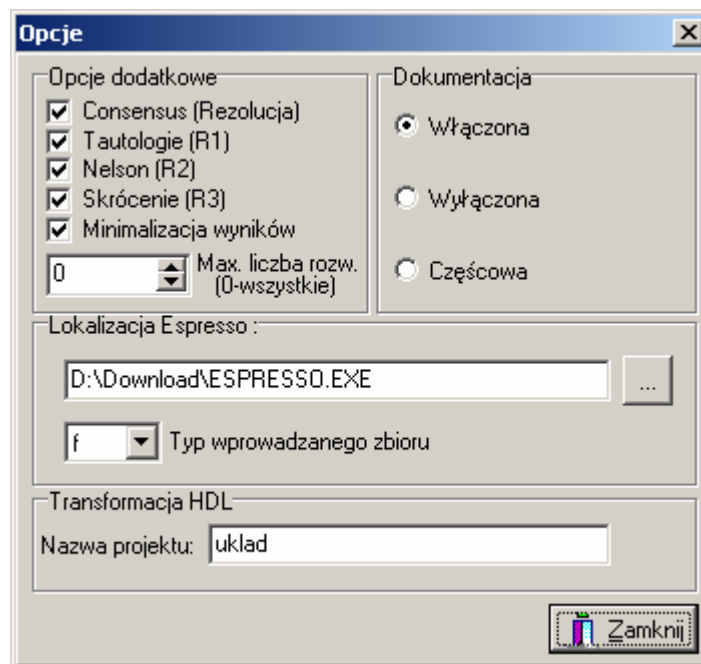 Opcje
Opcje dodatkowe
Consensus (Rezolucja)
Tautologie (R1)
Nelson (R2)
Skrócenie (R3)
Minimalizacja wyników
0
Max. liczba rozw.
(0-wszystkie)
Dokumentacja
Włączona
Wyłączona
Częścowa
Lokalizacja Espresso :
D:\Download\ESPRESSO.EXE
...
f
Typ wprowadzanego zbioru
Transformacja HDL
Nazwa projektu:
uklad
Zamknij